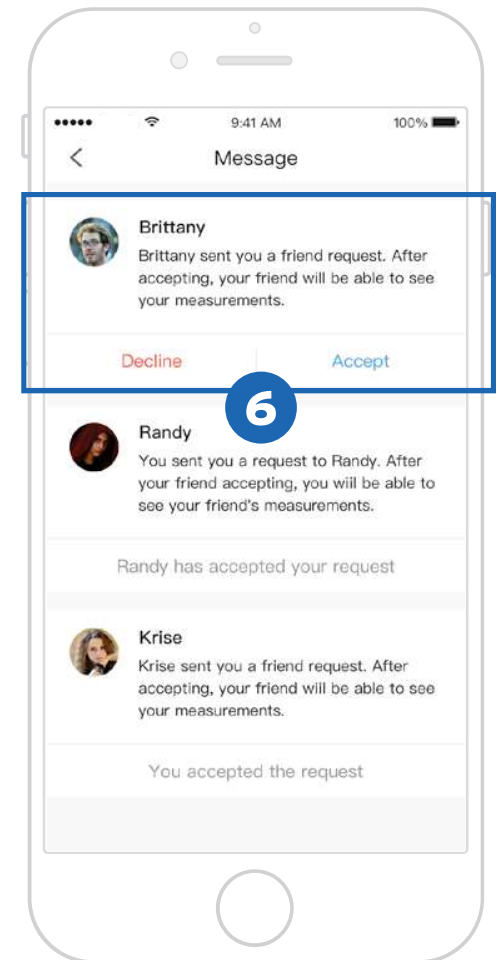 9:41 AM 100%
Message
Brittany
Brittany sent you a friend request. After
accepting, your friend will be able to see
your measurements.
Decline Accept
6
Randy
You sent you a request to Randy. After
your friend accepting, you wiil be able to
see your friend's measurements.
Randy has accepted your request
Krise
Krise sent you a friend request. After
accepting, your friend will be able to see
your measurements.
You accepted the request